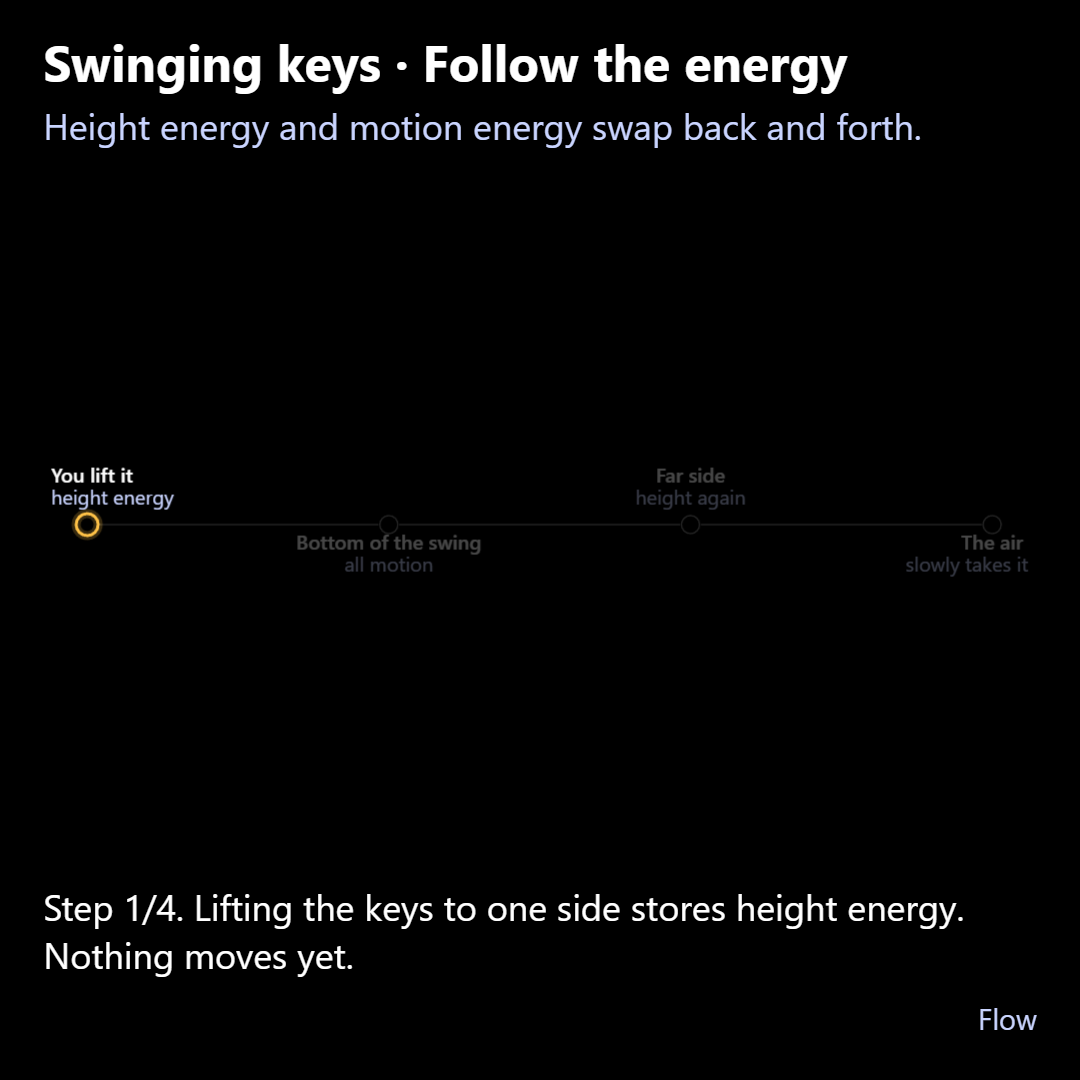 Swinging keys · Follow the energy
Height energy and motion energy swap back and forth.
You lift it
height energy
Far side
height again
Bottom of the swing
all motion
The air
slowly takes it
Step 1/4. Lifting the keys to one side stores height energy.
Nothing moves yet.
Flow